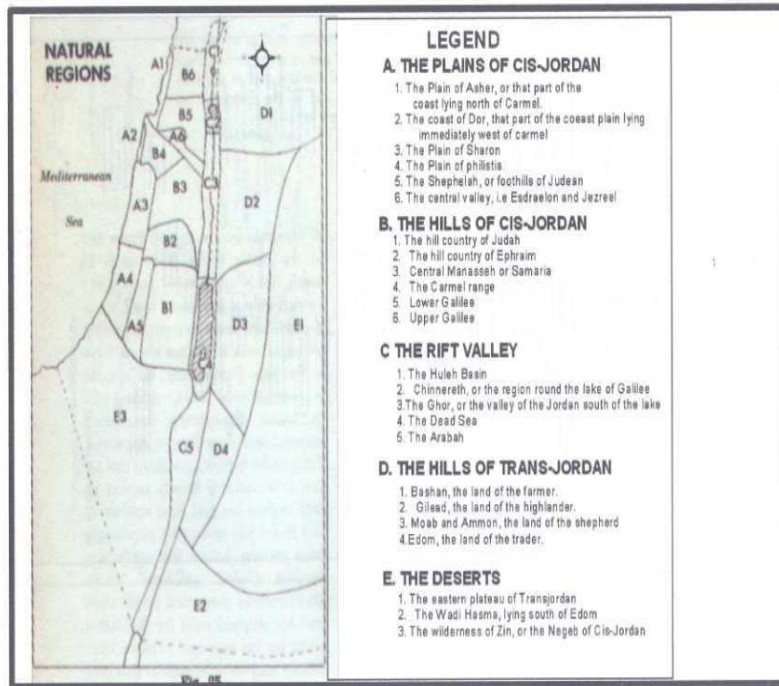 NATURAL
REGIONS
A1
B6
C
D1
B5
A6
A2
B4
C2
Mediterranean
Sea
B3
C3
A3
D2
B2
A4
B1
A5
D3
E1
C4
E3
C5
D4
E2
LEGEND
A. THE PLAINS OF CIS-JORDAN
1. The Plain of Asher, or that part of the
coast lying north of Carmel.
2. The coast of Dor, that part of the coeast plain lying
immediately west of carmel
3. The Plain of Sharon
4. The Plain of philistia
5. The Shephelah, or foothills of Judean
6. The central valley, i.e Esdraelon and Jezreel
B. THE HILLS OF CIS-JORDAN
1. The hill country of Judah
2. The hill country of Ephraim
3. Central Manasseh or Samaria
4. The Carmel range
5. Lower Galilee
6. Upper Galilee
C THE RIFT VALLEY
1. The Huleh Basin
2. Chinnereth, or the region round the lake of Galilee
3.The Ghor, or the valley of the Jordan south of the lake
4. The Dead Sea
5. The Arabah
D. THE HILLS OF TRANS-JORDAN
1. Bashan, the land of the farmer.
2. Gilead, the land of the highlander.
3. Moab and Ammon, the land of the shepherd
4.Edom, the land of the trader.
E. THE DESERTS
1. The eastern plateau of Transjordan
2. The Wadi Hasma, lying south of Edom
3. The wilderness of Zin, or the Negeb of Cis-Jordan